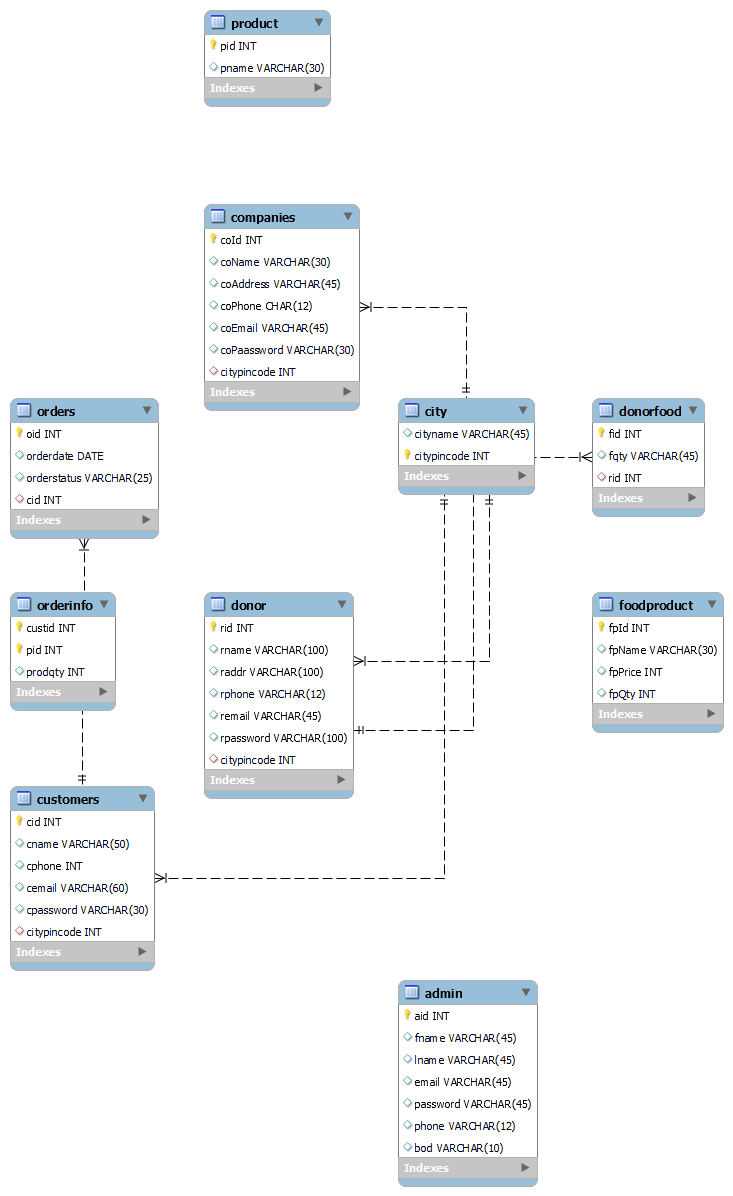 product
pid INT
pname VARCHAR(30)
Indexes
companies
coId INT
coName VARCHAR(30)
coAddress VARCHAR(45)
coPhone CHAR(12)
coEmail VARCHAR(45)
coPaassword VARCHAR(30)
citypincode INT
Indexes
orders
oid INT
orderdate DATE
orderstatus VARCHAR(25)
cid INT
Indexes
city
cityname VARCHAR(45)
citypincode INT
Indexes
donorfood
fid INT
fqty VARCHAR(45)
rid INT
Indexes
orderinfo
custid INT
pid INT
prodqty INT
Indexes
donor
rid INT
rname VARCHAR(100)
raddr VARCHAR(100)
rphone VARCHAR(12)
remail VARCHAR(45)
rpassword VARCHAR(100)
citypincode INT
Indexes
foodproduct
fpId INT
fpName VARCHAR(30)
fpPrice INT
fpQty INT
Indexes
customers
cid INT
cname VARCHAR(50)
cphone INT
cemail VARCHAR(60)
cpassword VARCHAR(30)
citypincode INT
Indexes
admin
aid INT
fname VARCHAR(45)
lname VARCHAR(45)
email VARCHAR(45)
password VARCHAR(45)
phone VARCHAR(12)
bod VARCHAR(10)
Indexes